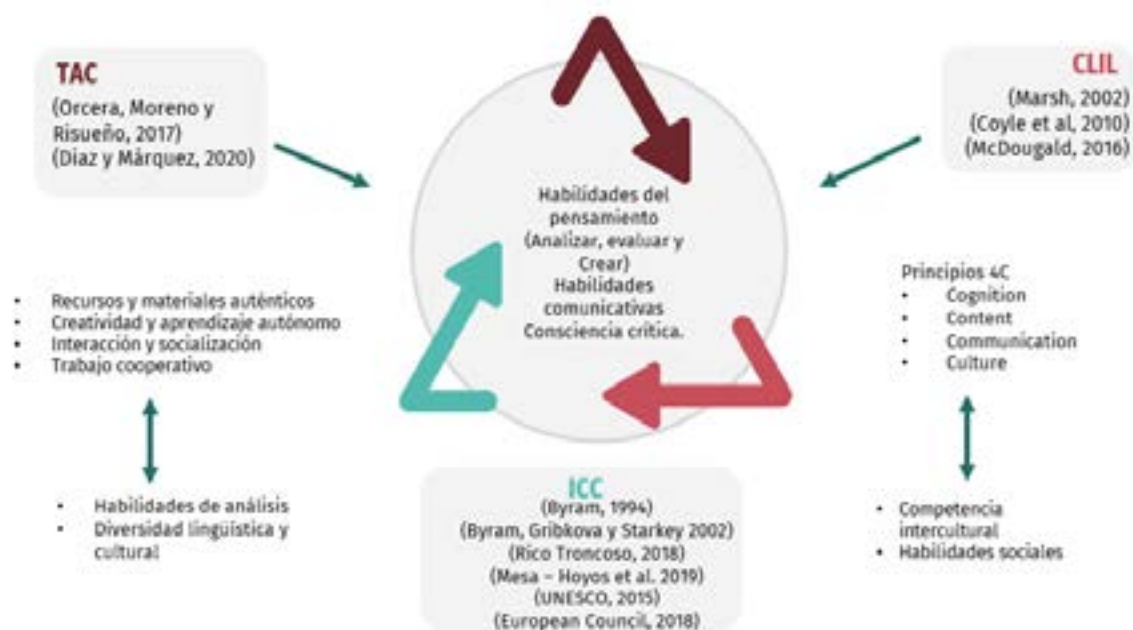 TAC
(Orcera, Moreno y
Risueño, 2017)
(Diaz y Márquez, 2020)
CLIL
(Marsh, 2002)
(Coyle et al, 2010)
(McDougald, 2016)
Habilidades del
pensamiento
(Analizar, evaluar y
Crear)
Habilidades
comunicativas
Consciencia crítica.
• Recursos y materiales auténticos
• Creatividad y aprendizaje autónomo
• Interacción y socialización
• Trabajo cooperativo
Principios 4C
• Cognition
• Content
• Communication
• Culture
• Habilidades de análisis
• Diversidad lingüística y
cultural
ICC
(Byram, 1994)
(Byram, Gribkova y Starkey 2002)
(Rico Troncoso, 2018)
(Mesa – Hoyos et al. 2019)
(UNESCO, 2015)
(European Council, 2018)
• Competencia
intercultural
• Habilidades sociales